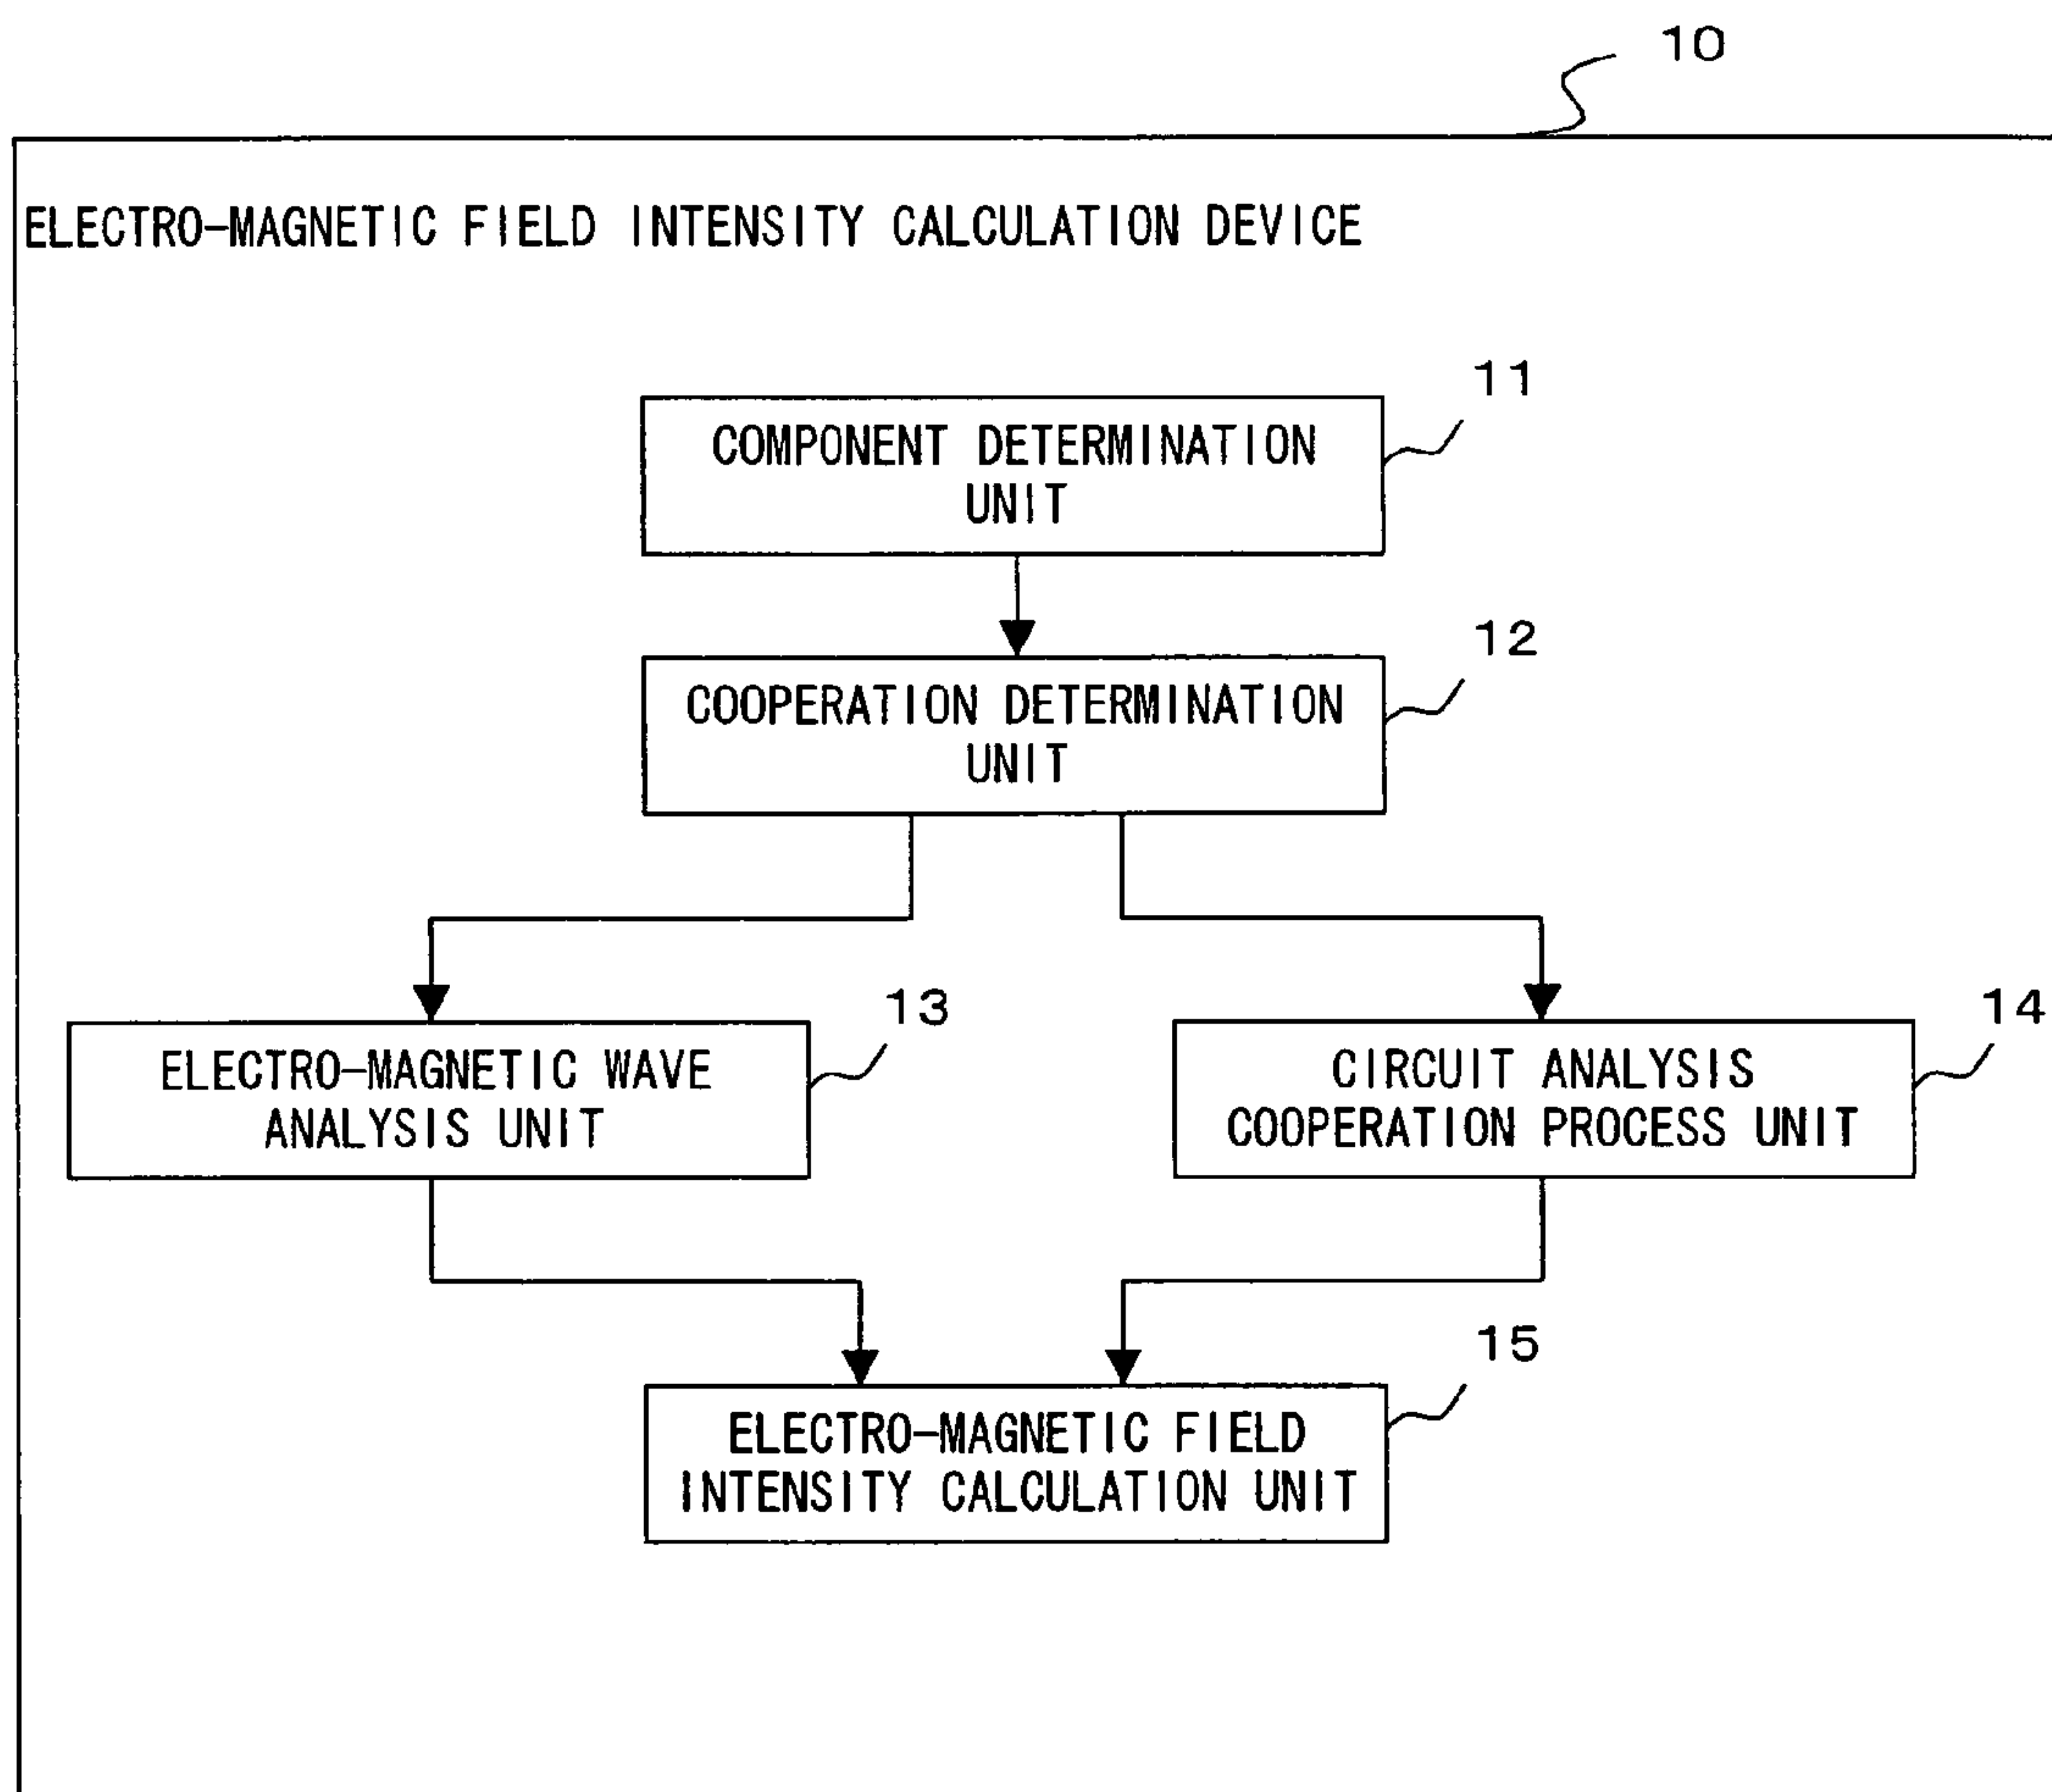 10
ELECTRO-MAGNETIC FIELD INTENSITY CALCULATION DEVICE
11
COMPONENT DETERMINATION
UNIT
12
COOPERATION DETERMINATION
UNIT
13
ELECTRO-MAGNETIC WAVE
ANALYSIS UNIT
14
CIRCUIT ANALYSIS
COOPERATION PROCESS UNIT
15
ELECTRO-MAGNETIC FIELD
INTENSITY CALCULATION UNIT